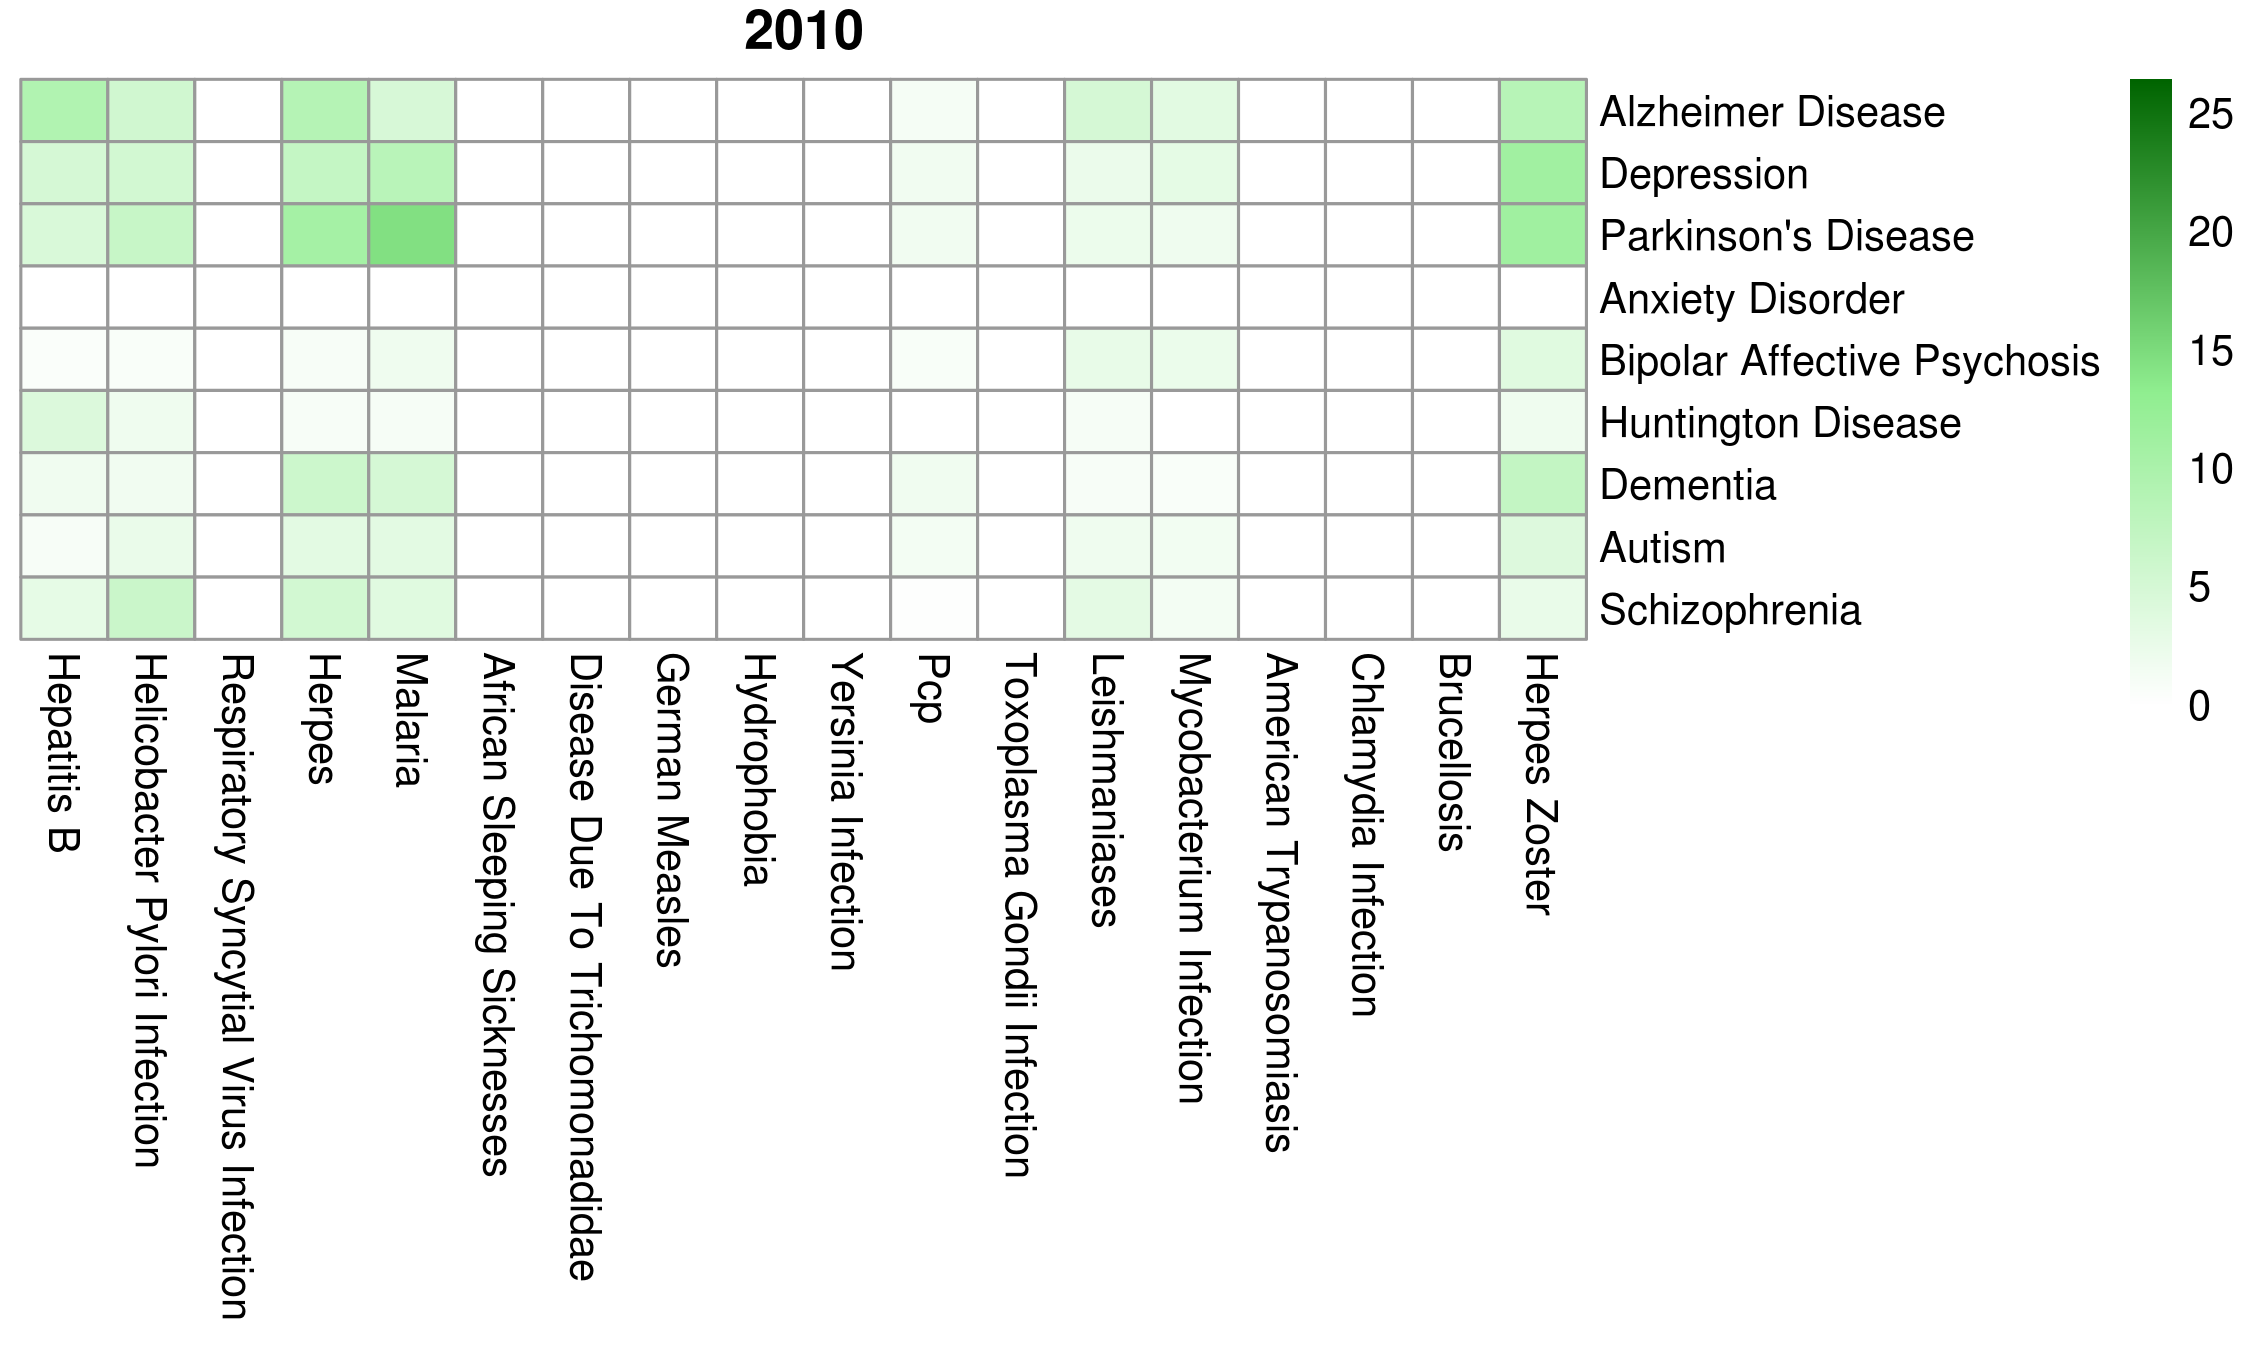 2010
Alzheimer Disease
Depression
Parkinson's Disease
Anxiety Disorder
Bipolar Affective Psychosis
Huntington Disease
Dementia
Autism
Schizophrenia
25
20
15
10
5
0
Hepatitis B
Helicobacter Pylori Infection
Respiratory Syncytial Virus Infection
Herpes
Malaria
African Sleeping Sicknesses
Disease Due To Trichomonadidae
German Measles
Hydrophobia
Yersinia Infection
Pcp
Toxoplasma Gondii Infection
Leishmaniases
Mycobacterium Infection
American Trypanosomiasis
Chlamydia Infection
Brucellosis
Herpes Zoster